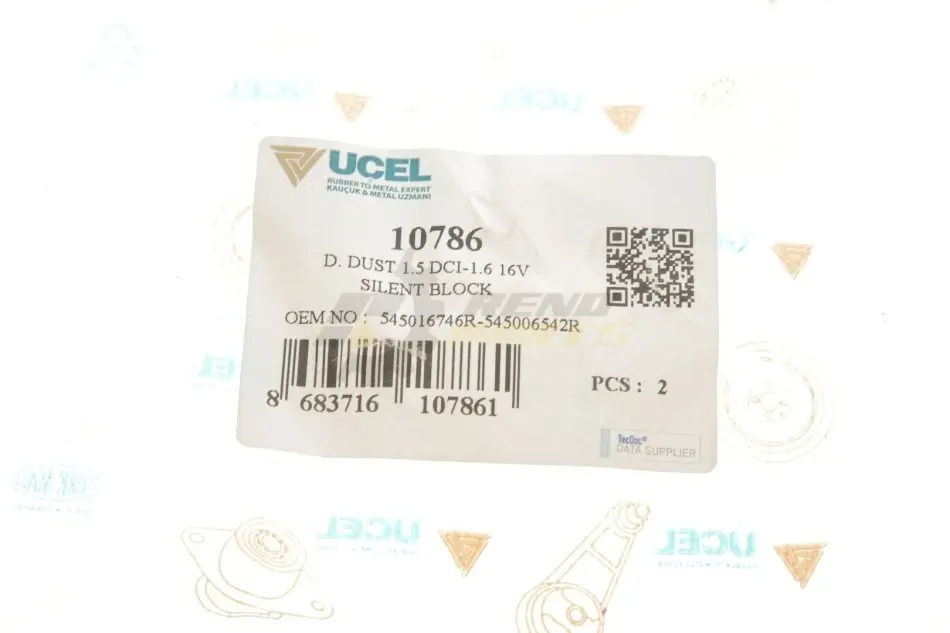 UCEL
UCEL
UÇEL
RUBBER TO METAL EXPERT
KAUÇUK & METAL UZMANI
10786
D. DUST 1.5 DCI-1.6 16V
SILENT BLOCK
OEM NO : 545016746R-545006542R
8 683716 107861
PCS : 2
TecDoc®
DATA SUPPLIER
UCEL
UCEL